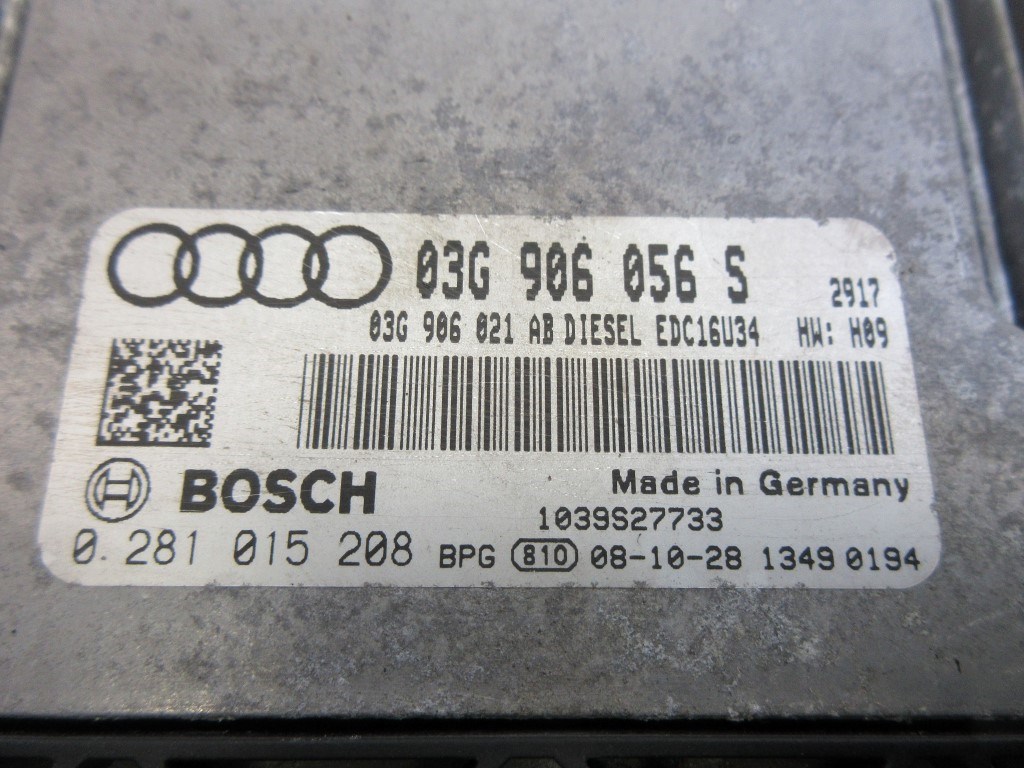 03G 906 056 S 2917
03G 906 021 AB DIESEL EDC16U34 HW: H09
BOSCH Made in Germany
1039S27733
0.281 015 208 BPG 810 08-10-28 1349 0194